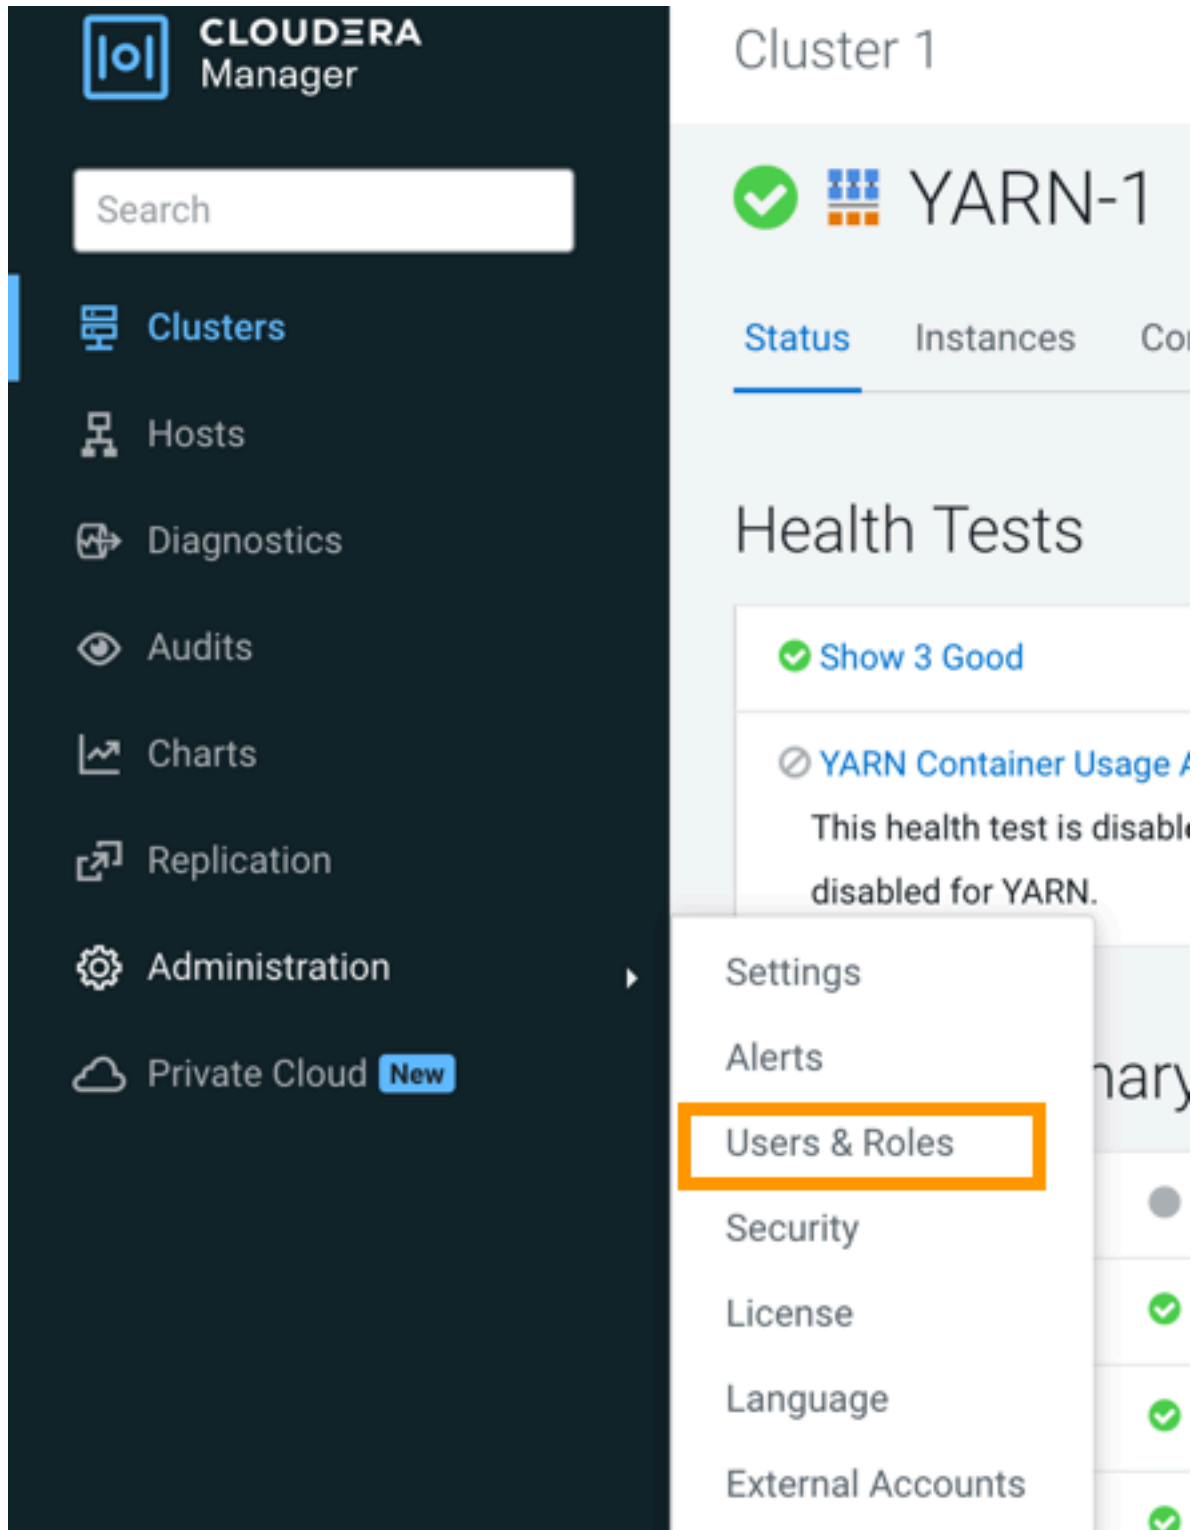 CLOUDERA
Manager
Search
Clusters
Hosts
Diagnostics
Audits
Charts
Replication
Administration
Private Cloud New
Cluster 1
YARN-1
Status Instances
Health Tests
Show 3 Good
YARN Container Usage
This health test is
disabled for YARN.
Settings
Alerts
Users & Roles
Security
License
Language
External Accounts